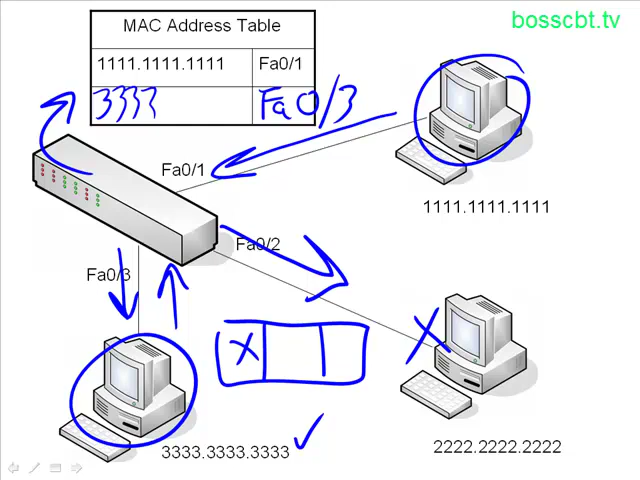 bosscbt.tv
MAC Address Table
1111.1111.1111 Fa0/1
3333 Fa0/3
Fa0/1
1111.1111.1111
Fa0/2
Fa0/3
X
X
3333.3333.3333
2222.2222.2222